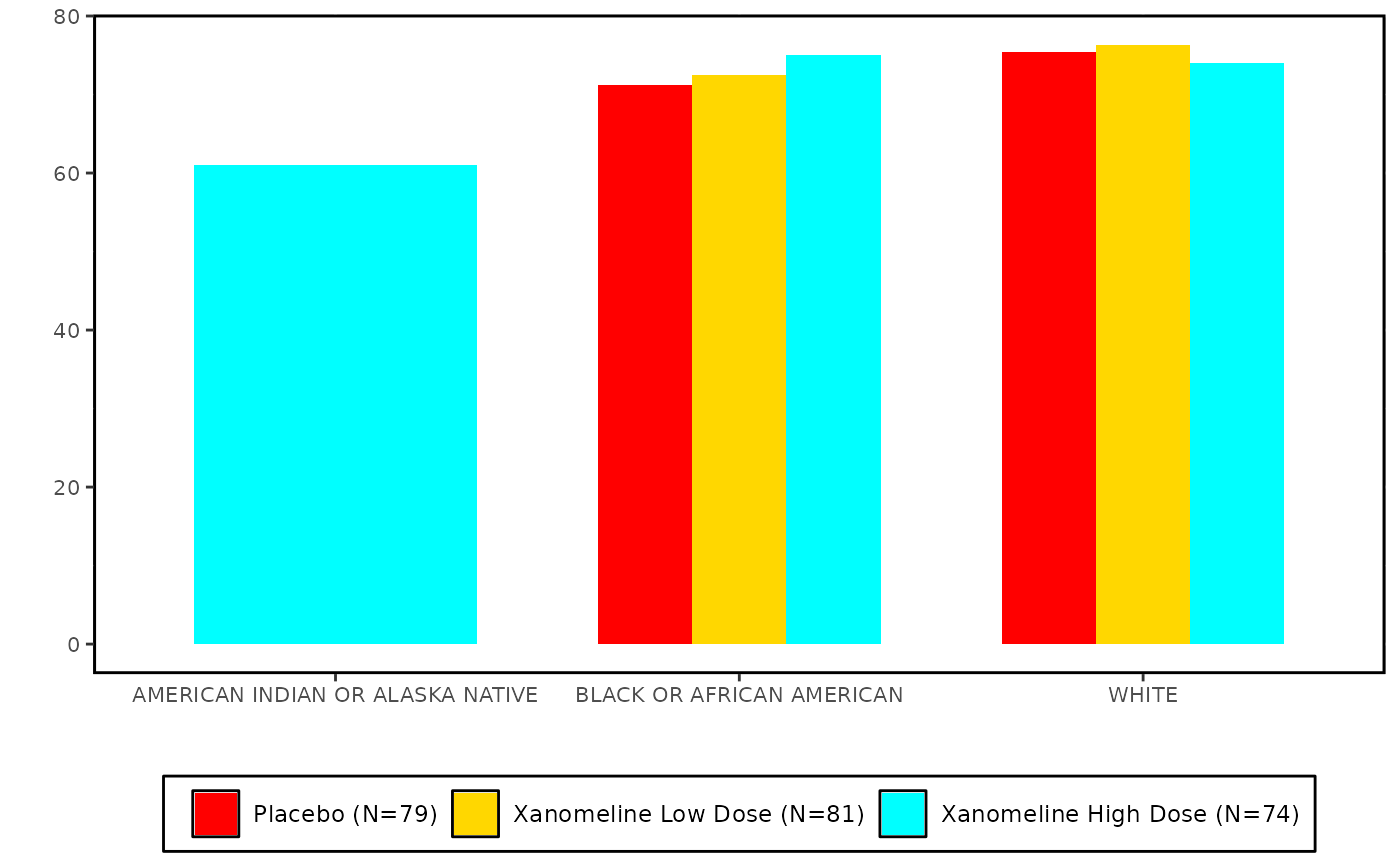 80
60
40
20
0
AMERICAN INDIAN OR ALASKA NATIVE BLACK OR AFRICAN AMERICAN WHITE
Placebo (N=79) Xanomeline Low Dose (N=81) Xanomeline High Dose (N=74)